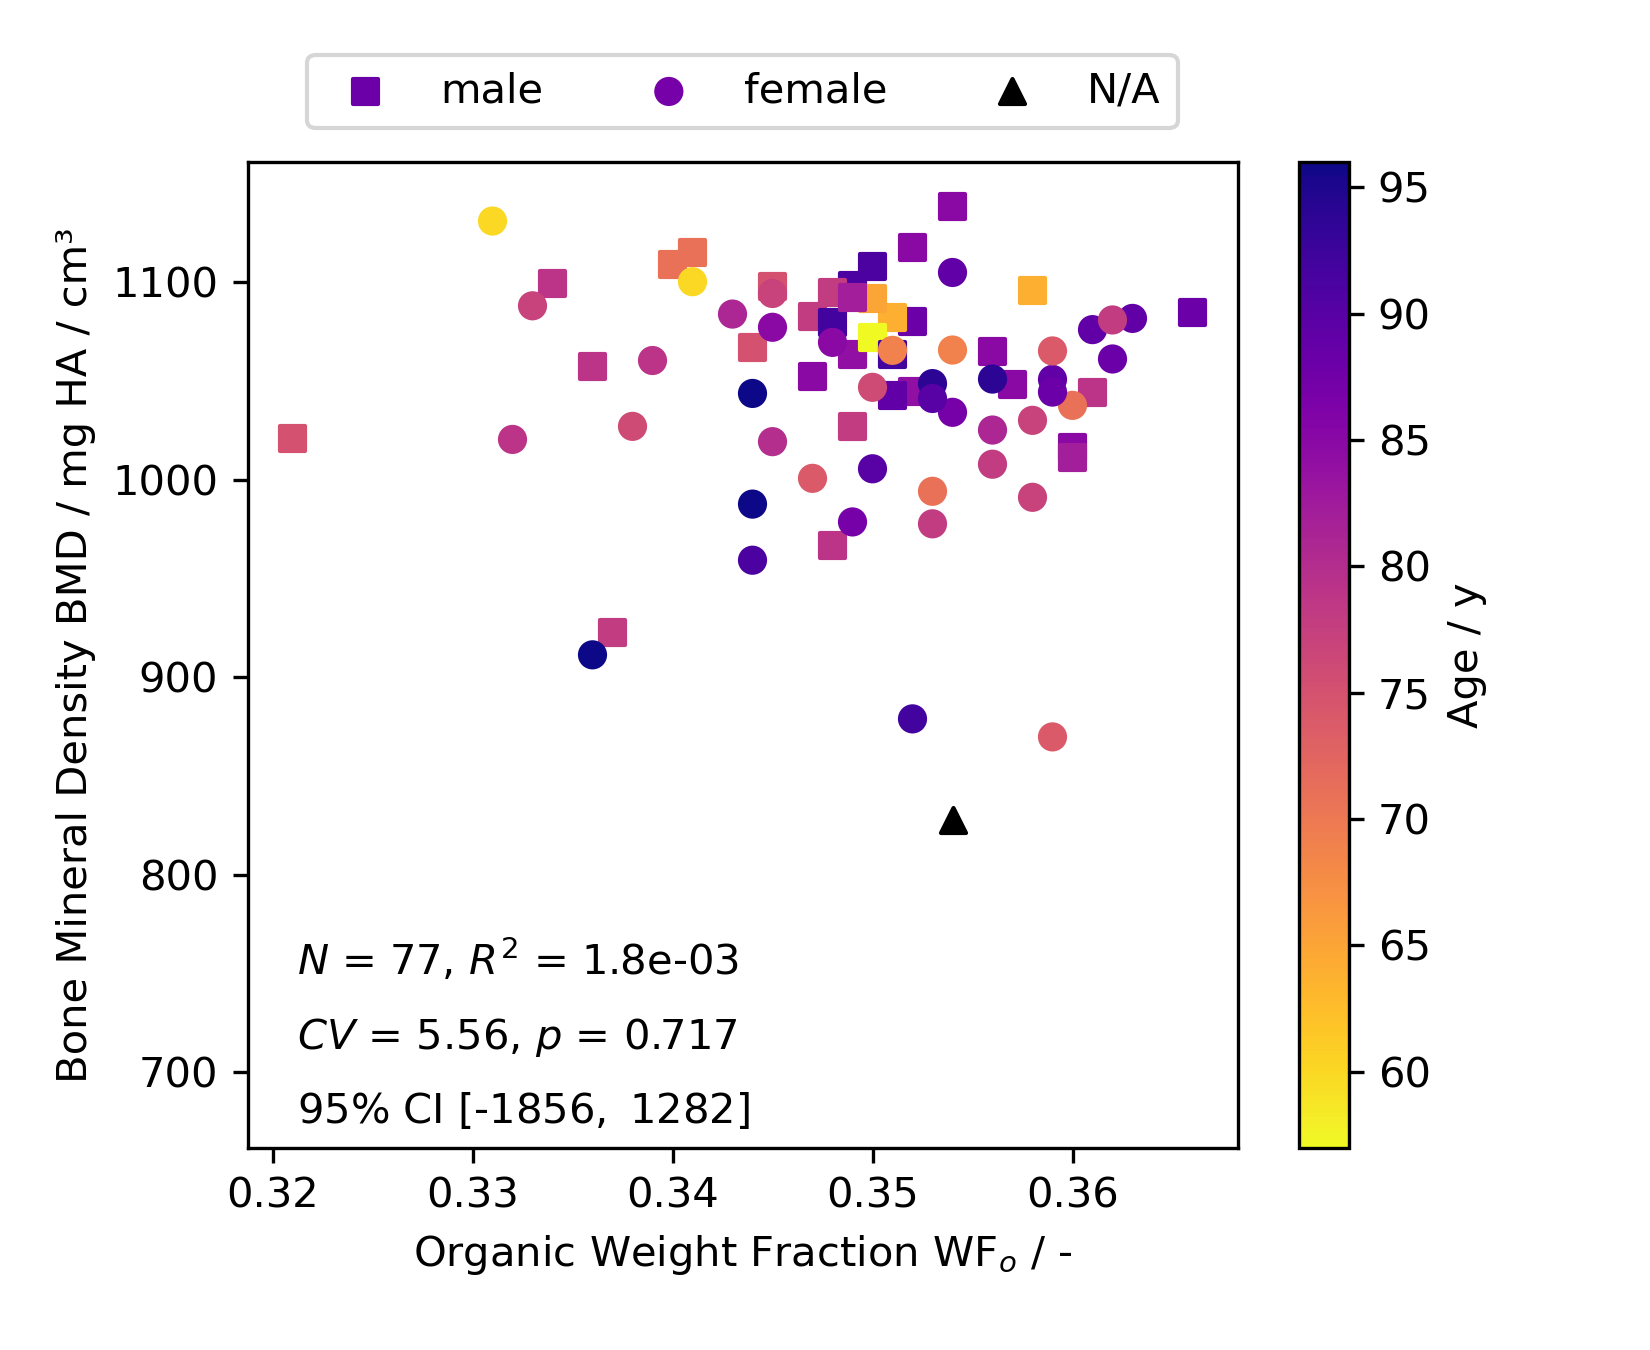 male female N/A
Bone Mineral Density BMD / mg HA / cm³
1100
1000
900
800
700
N = 77, R² = 1.8e-03
CV = 5.56, p = 0.717
95% CI [-1856, 1282]
0.32 0.33 0.34 0.35 0.36
Organic Weight Fraction WFₒ / -
95
90
85
80
75
70
65
60
Age / y